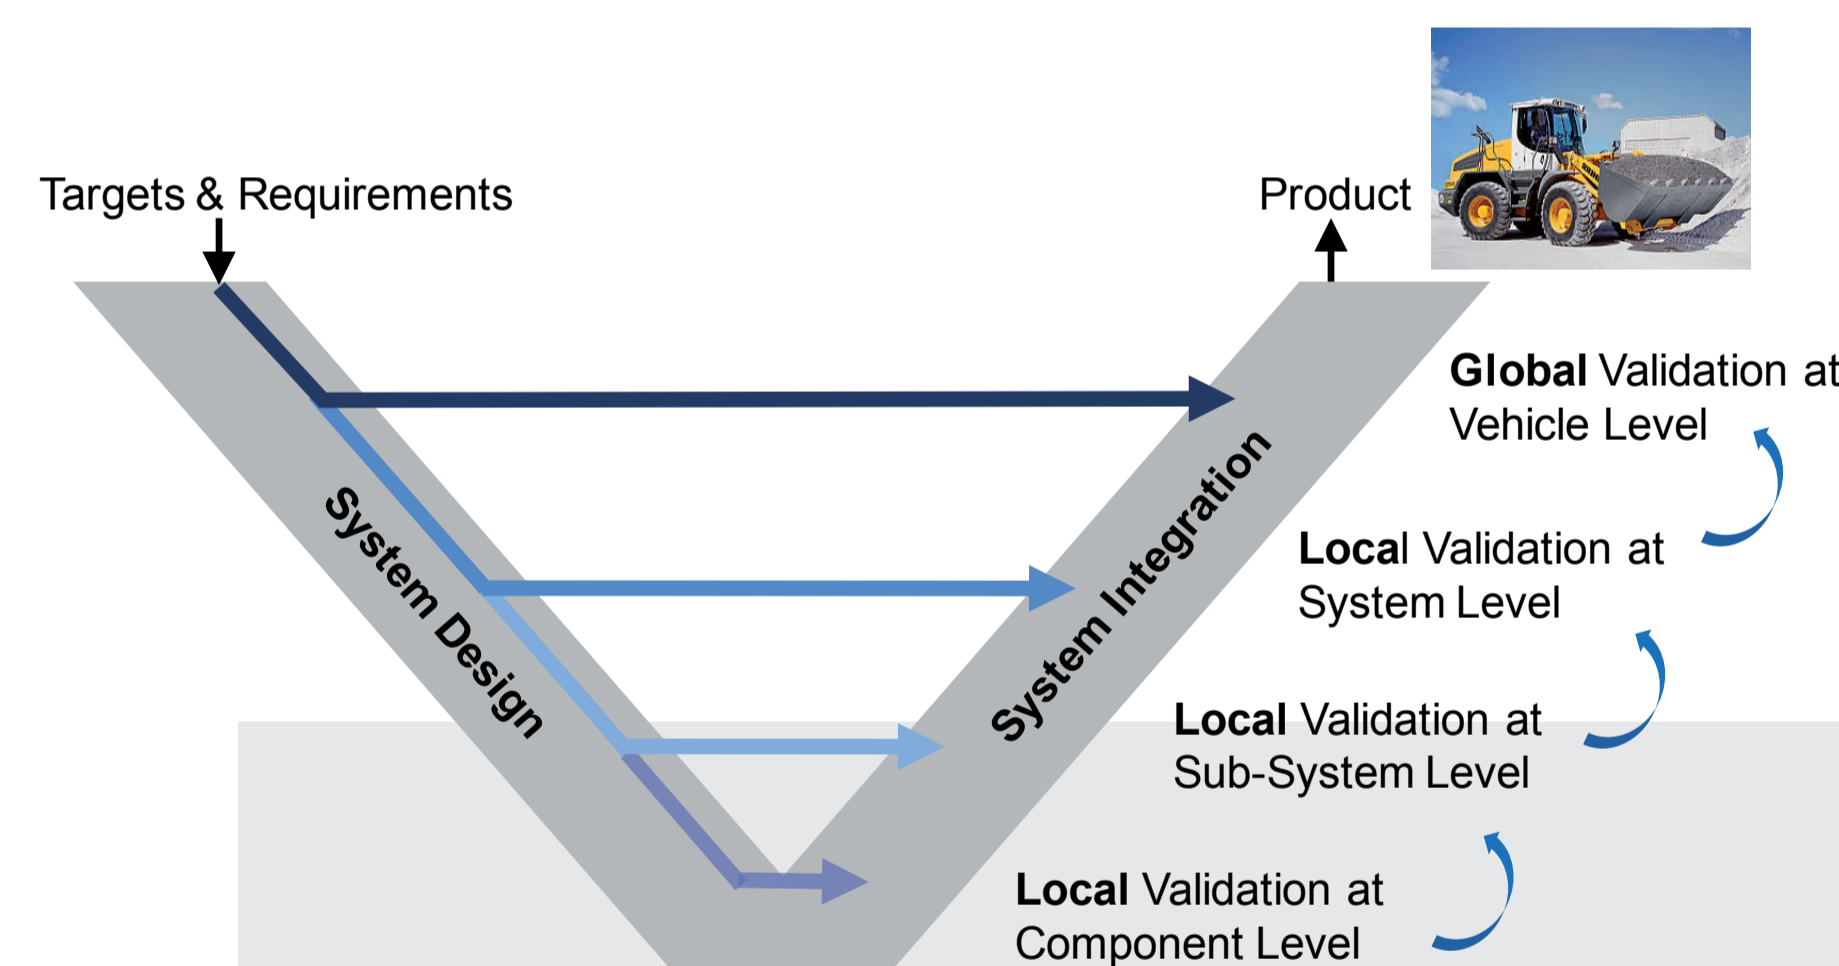 Targets & Requirements
Product
Global Validation at
Vehicle Level
System Design
System Integration
Local Validation at
System Level
Local Validation at
Sub-System Level
Local Validation at
Component Level